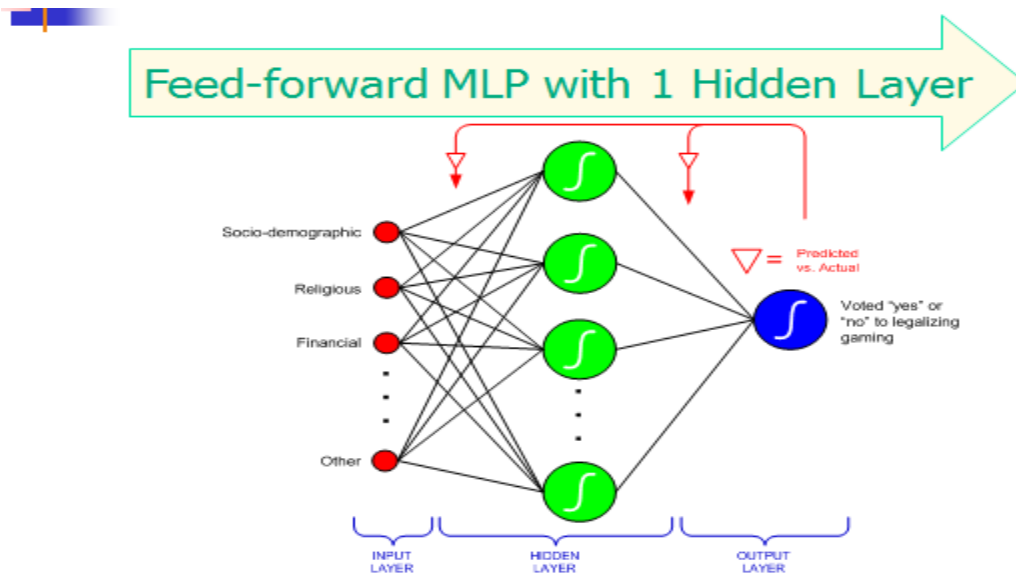 Feed-forward MLP with 1 Hidden Layer
Socio-demographic
Religious
Financial
Other
Predicted
vs. Actual
Voted “yes” or
“no” to legalizing
gaming
INPUT
LAYER
HIDDEN
LAYER
OUTPUT
LAYER